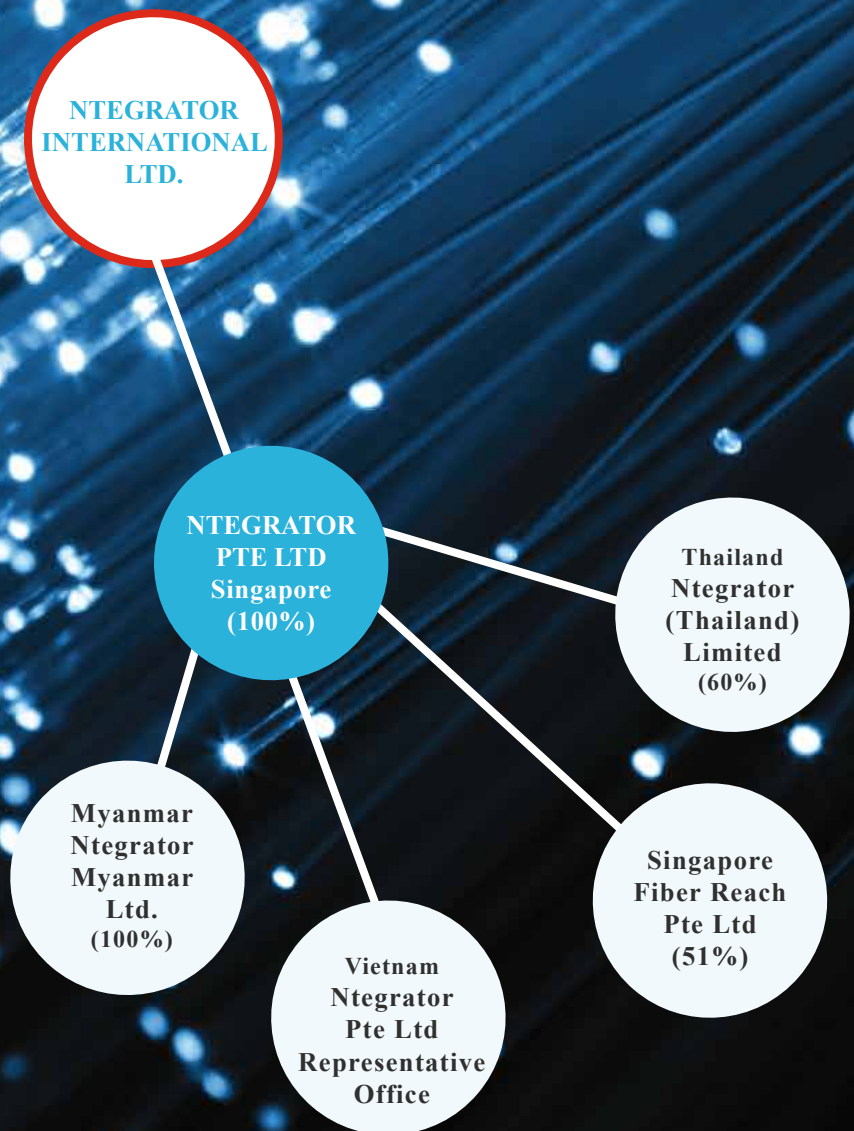 NTEGRATOR
INTERNATIONAL
LTD.
NTEGRATOR
PTE LTD
Singapore
(100%)
Thailand
Ntegrator
(Thailand)
Limited
(60%)
Myanmar
Ntegrator
Myanmar
Ltd.
(100%)
Singapore
Fiber Reach
Pte Ltd
(51%)
Vietnam
Ntegrator
Pte Ltd
Representative
Office